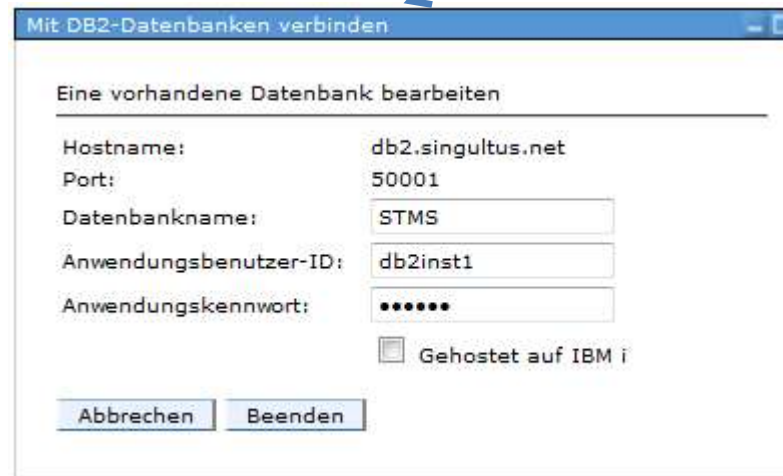 Mit DB2-Datenbanken verbinden
Eine vorhandene Datenbank bearbeiten
Hostname: db2.singultus.net
Port: 50001
Datenbankname: STMS
Anwendungsbenutzer-ID: db2inst1
Anwendungskennwort: ••••••
Gehostet auf IBM i
Abbrechen Beenden